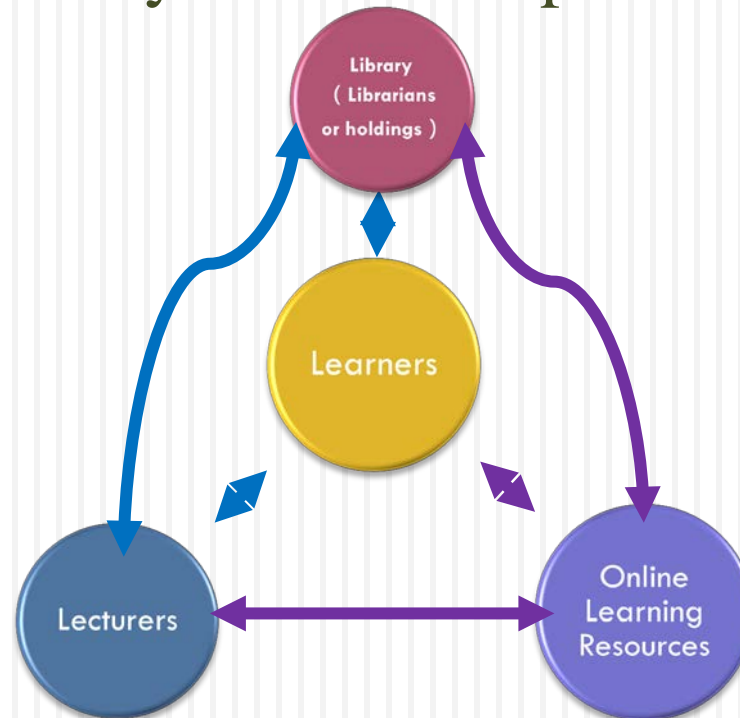 Library
( Librarians
or holdings )
Learners
Lecturers
Online
Learning
Resources